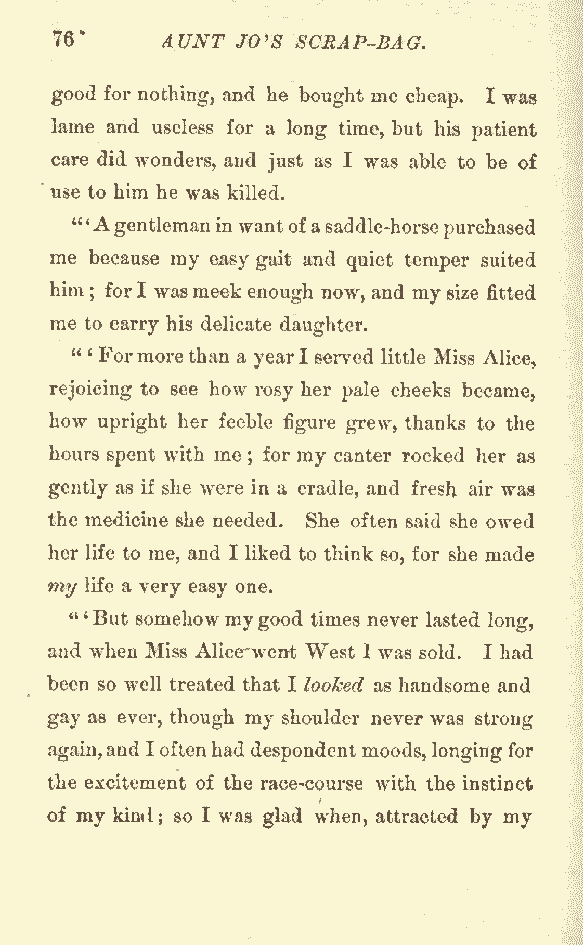 76 AUNT JO'S SCRAP-BAG.
good for nothing, and he bought me cheap. I was
lame and useless for a long time, but his patient
care did wonders, and just as I was able to be of
use to him he was killed.
"'A gentleman in want of a saddle-horse purchased
me because my easy gait and quiet temper suited
him; for I was meek enough now, and my size fitted
me to carry his delicate daughter.
"'For more than a year I served little Miss Alice,
rejoicing to see how rosy her pale cheeks became,
how upright her feeble figure grew, thanks to the
hours spent with me; for my canter rocked her as
gently as if she were in a cradle, and fresh air was
the medicine she needed. She often said she owed
her life to me, and I liked to think so, for she made
my life a very easy one.
"'But somehow my good times never lasted long,
and when Miss Alice went West I was sold. I had
been so well treated that I looked as handsome and
gay as ever, though my shoulder never was strong
again, and I often had despondent moods, longing for
the excitement of the race-course with the instinct
of my kind; so I was glad when, attracted by my